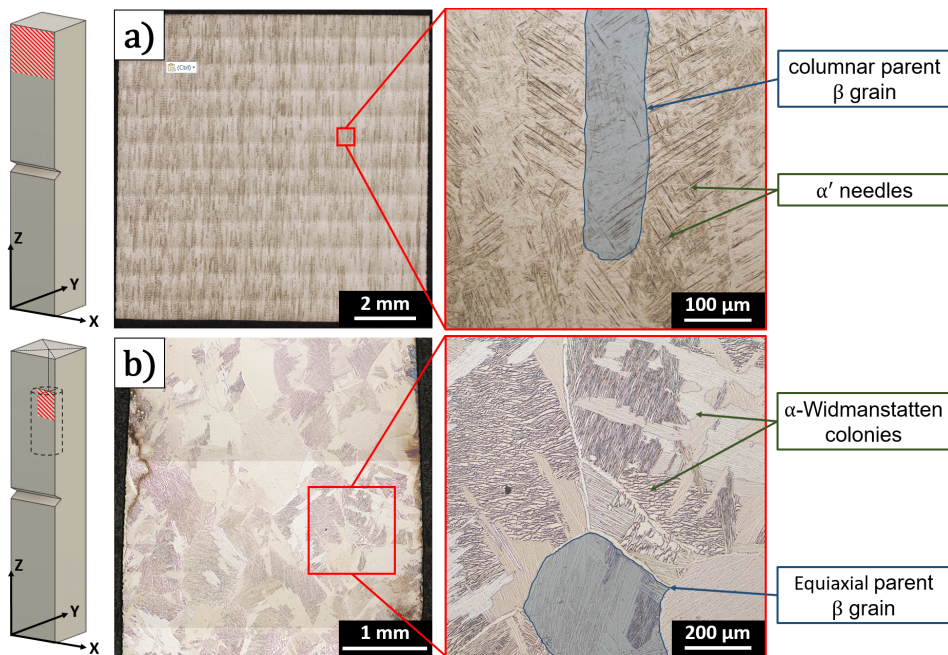 a)
(Ctrl)
columnar parent
β grain
α′ needles
Z
Y
X
2 mm
100 µm
b)
α-Widmanstatten
colonies
Equiaxial parent
β grain
Z
Y
X
1 mm
200 µm